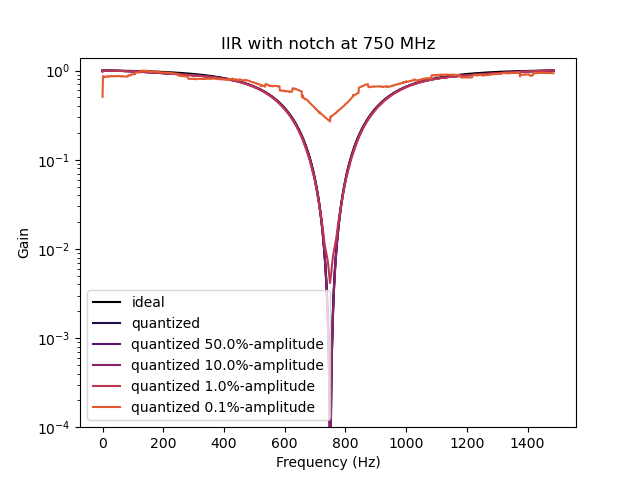 IIR with notch at 750 MHz
Gain
10⁰
10⁻¹
10⁻²
10⁻³
10⁻⁴
ideal
quantized
quantized 50.0%-amplitude
quantized 10.0%-amplitude
quantized 1.0%-amplitude
quantized 0.1%-amplitude
0 200 400 600 800 1000 1200 1400
Frequency (Hz)